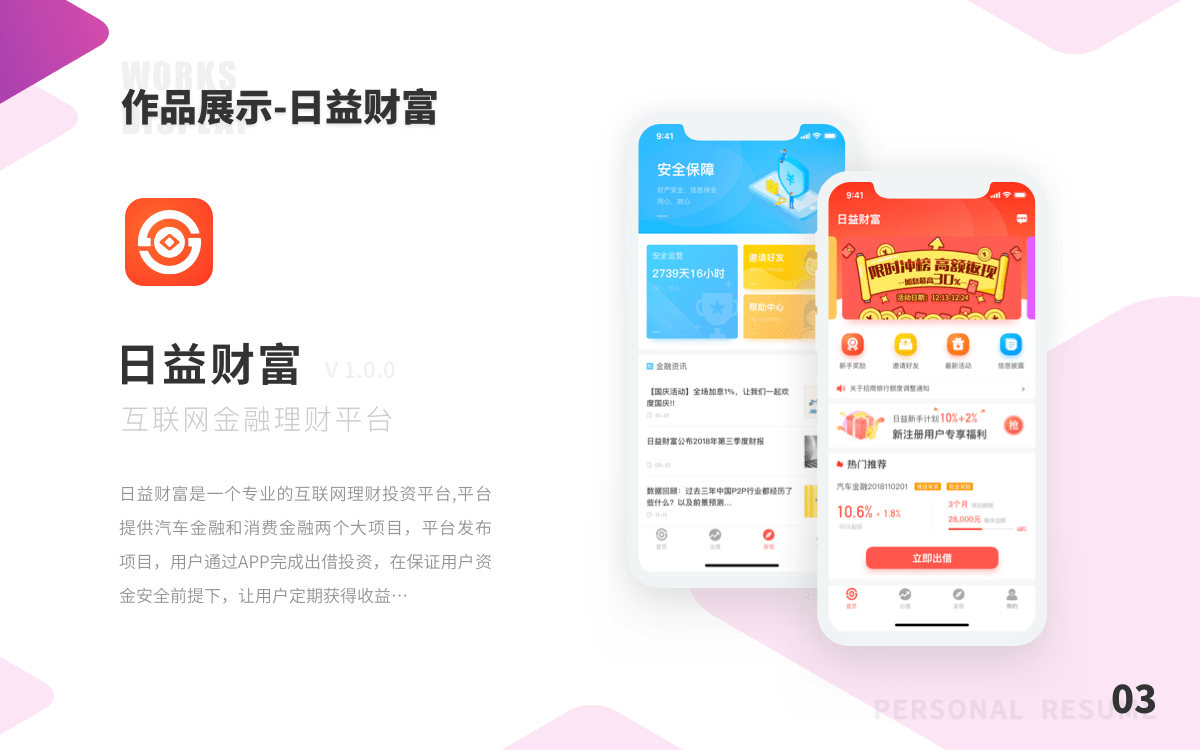 WORKS
DISPLAY
作品展示-日益财富
日益财富
V 1.0.0
互联网金融理财平台
日益财富是一个专业的互联网理财投资平台,平台
提供汽车金融和消费金融两个大项目，平台发布
项目，用户通过APP完成出借投资，在保证用户资
金安全前提下，让用户定期获得收益…
9:41
安全保障
财产安全，信息保全
用心，放心
安全运营
2739天16小时
邀请好友
帮助中心
金融资讯
【国庆活动】全场加息1%，让我们一起欢
度国庆!!
10-01
日益财富公布2018年第三季度财报
09-10
数据回顾：过去三年中国P2P行业都经历了
些什么？以及前景预测...
首页
出借
发现
9:41
日益财富
限时冲榜 高额返现
加息最高30%
活动日期：12.13-12.24
新手奖励
邀请好友
最新活动
信息披露
关于招商银行额度调整通知
日益新手计划10%+2%
新注册用户专享福利
抢
热门推荐
汽车金融2018110201
10.6% + 1.8%
3个月
28,000元
立即出借
首页
出借
发现
我的
PERSONAL RESUME
03